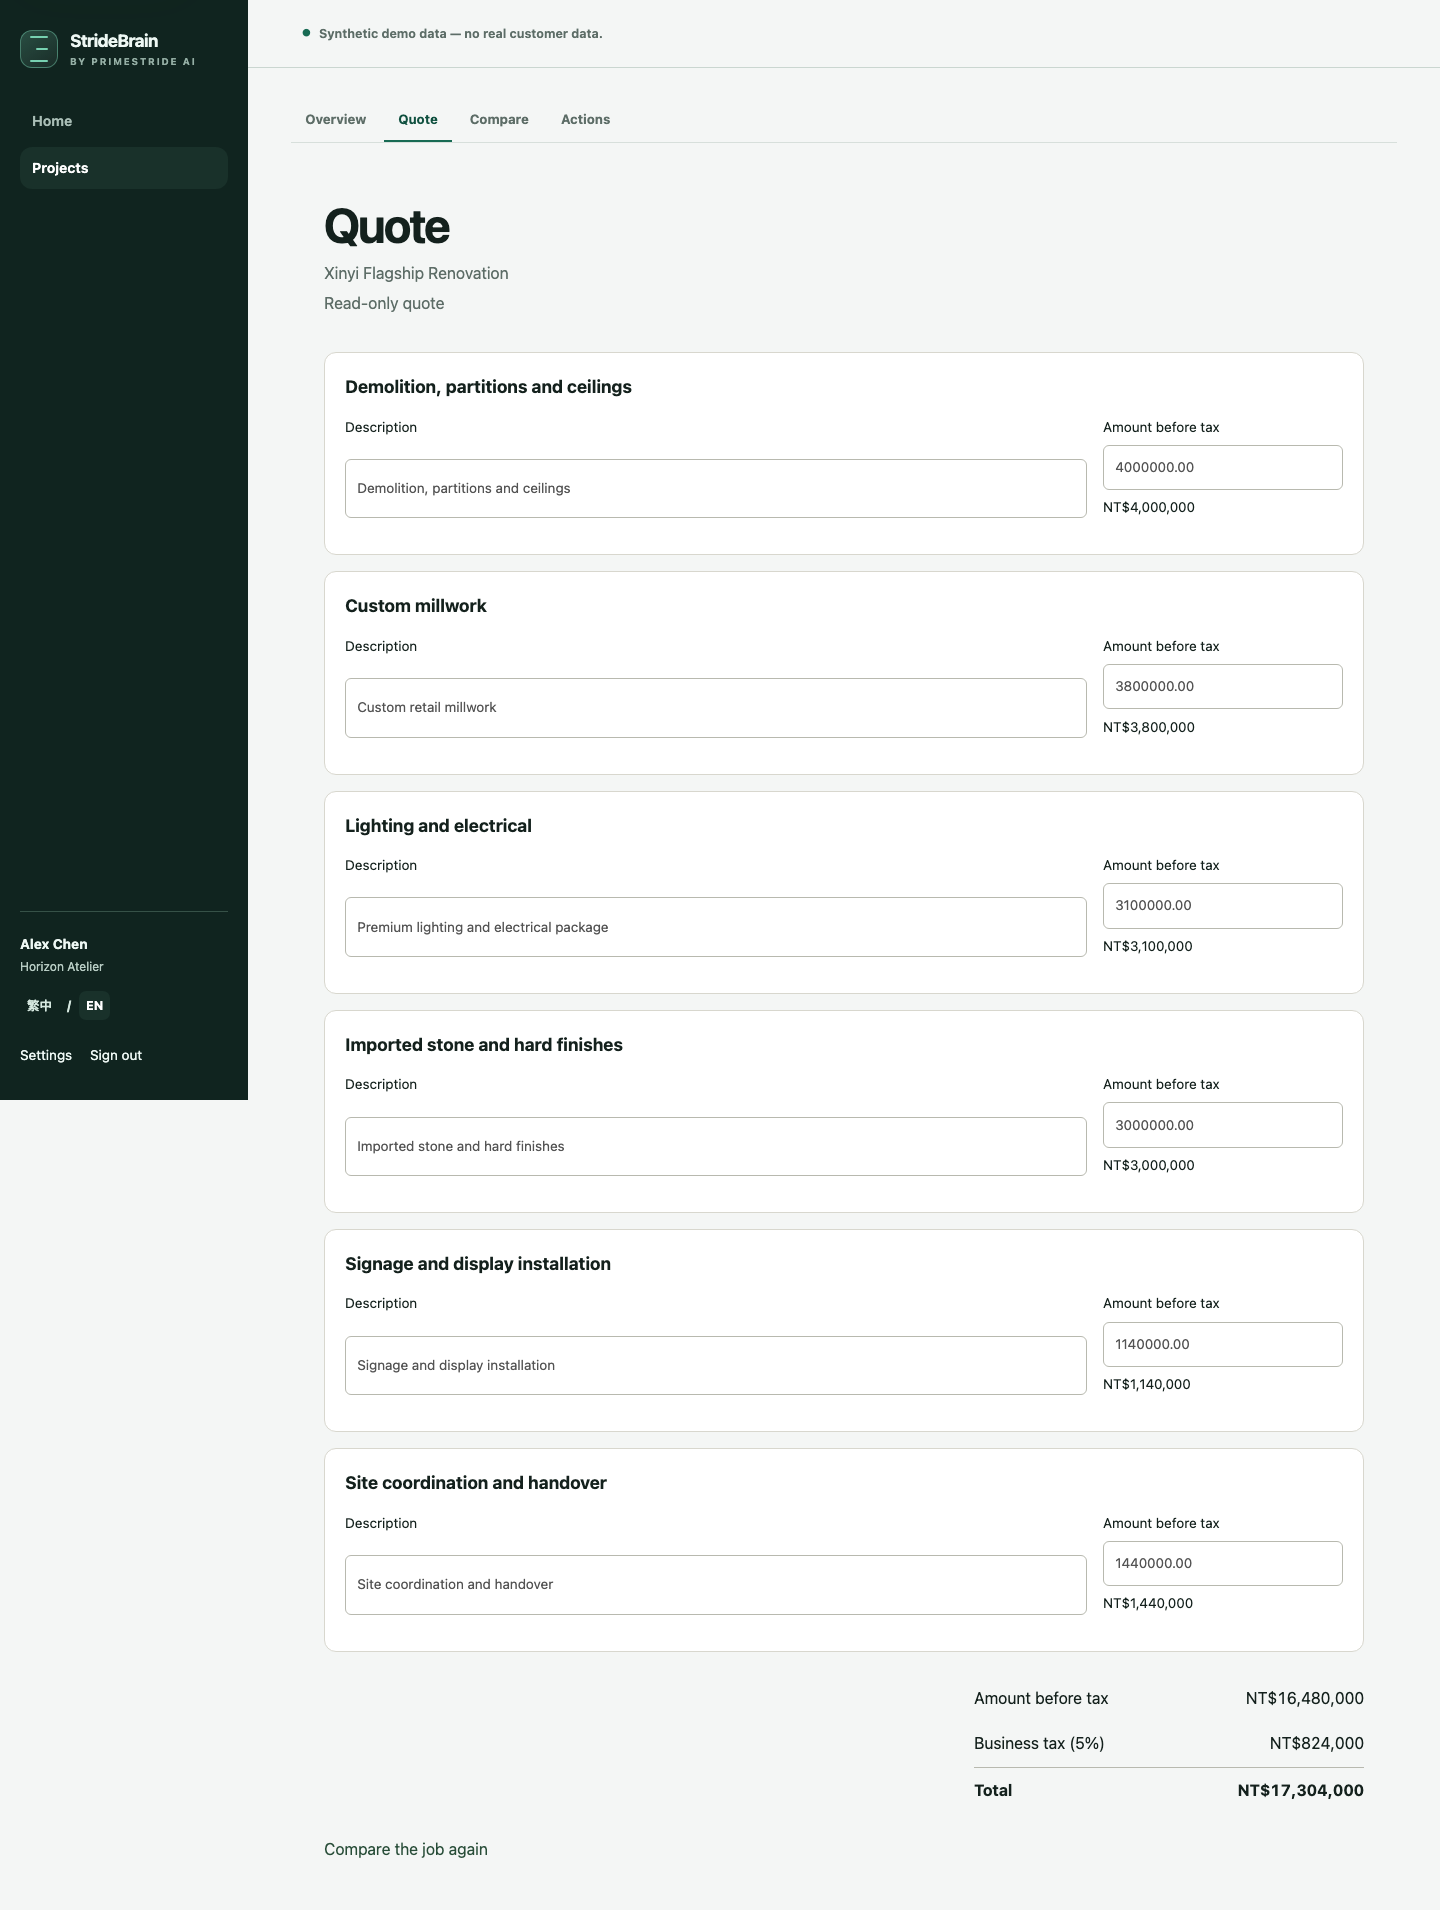 StrideBrain
BY PRIMESTRIDE AI
Home
Projects
Alex Chen
Horizon Atelier
繁中 / EN
Settings Sign out
Synthetic demo data — no real customer data.
Overview Quote Compare Actions
Quote
Xinyi Flagship Renovation
Read-only quote
Demolition, partitions and ceilings
Description
Demolition, partitions and ceilings
Amount before tax
4000000.00
NT$4,000,000
Custom millwork
Description
Custom retail millwork
Amount before tax
3800000.00
NT$3,800,000
Lighting and electrical
Description
Premium lighting and electrical package
Amount before tax
3100000.00
NT$3,100,000
Imported stone and hard finishes
Description
Imported stone and hard finishes
Amount before tax
3000000.00
NT$3,000,000
Signage and display installation
Description
Signage and display installation
Amount before tax
1140000.00
NT$1,140,000
Site coordination and handover
Description
Site coordination and handover
Amount before tax
1440000.00
NT$1,440,000
Amount before tax NT$16,480,000
Business tax (5%) NT$824,000
Total NT$17,304,000
Compare the job again